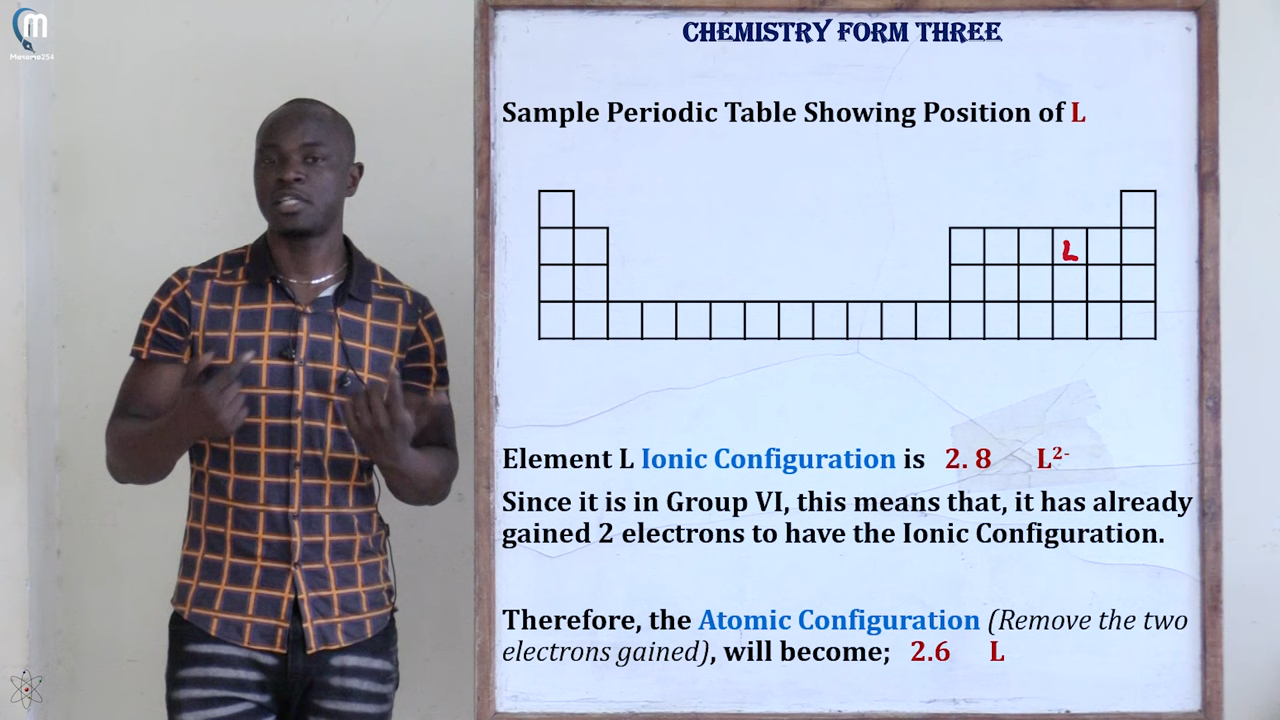 m
Masomo254
CHEMISTRY FORM THREE
Sample Periodic Table Showing Position of L
L
Element L Ionic Configuration is 2. 8 L²⁻
Since it is in Group VI, this means that, it has already
gained 2 electrons to have the Ionic Configuration.
Therefore, the Atomic Configuration (Remove the two
electrons gained), will become; 2.6 L